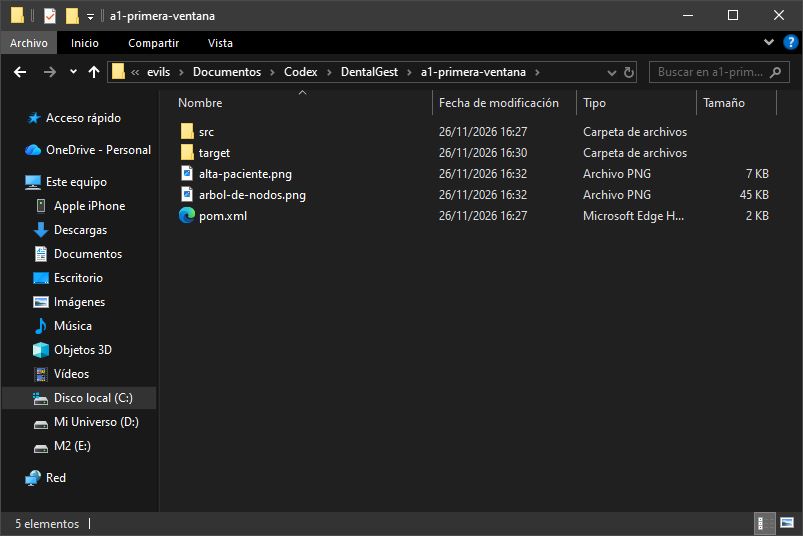 a1-primera-ventana
Archivo Inicio Compartir Vista
« evils > Documentos > Codex > DentalGest > a1-primera-ventana >
Buscar en a1-prim...
Nombre Fecha de modificación Tipo Tamaño
src 26/11/2026 16:27 Carpeta de archivos
target 26/11/2026 16:30 Carpeta de archivos
alta-paciente.png 26/11/2026 16:32 Archivo PNG 7 KB
arbol-de-nodos.png 26/11/2026 16:32 Archivo PNG 45 KB
pom.xml 26/11/2026 16:27 Microsoft Edge H... 2 KB
Acceso rápido
OneDrive - Personal
Este equipo
Apple iPhone
Descargas
Documentos
Escritorio
Imágenes
Música
Objetos 3D
Vídeos
Disco local (C:)
Mi Universo (D:)
M2 (E:)
Red
5 elementos